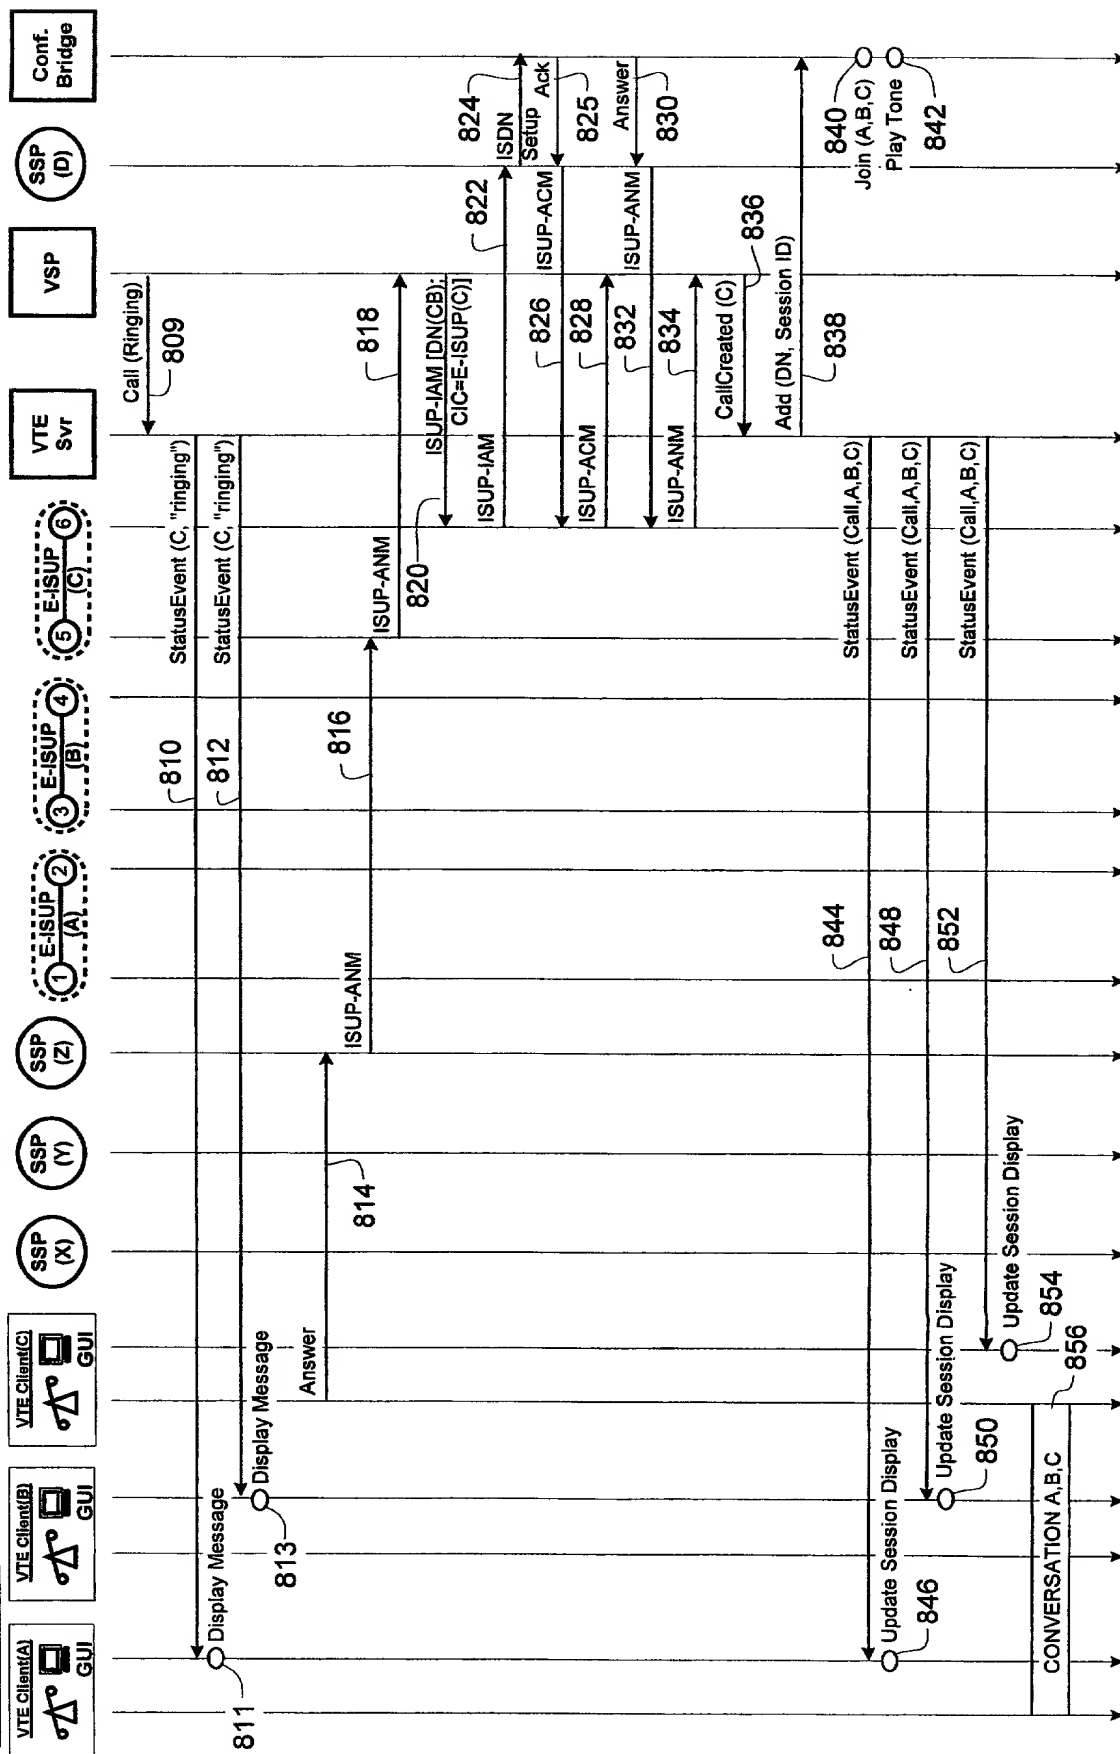 VTE Client(A)
GUI
VTE Client(B)
GUI
VTE Client(C)
GUI
SSP
(X)
SSP
(Y)
SSP
(Z)
1
E-ISUP
(A)
2
3
E-ISUP
(B)
4
5
E-ISUP
(C)
6
VTE
Svr
VSP
SSP
(D)
Conf.
Bridge
Call (Ringing)
809
StatusEvent (C, "ringing")
810
Display Message
811
StatusEvent (C, "ringing")
812
Display Message
813
Answer
814
ISUP-ANM
816
ISUP-ANM
818
ISUP-IAM [DN(CB);
CIC=E-ISUP(C)]
820
ISUP-IAM
822
ISDN
Setup
824
Ack
825
ISUP-ACM
826
ISUP-ACM
828
Answer
830
ISUP-ANM
832
ISUP-ANM
834
CallCreated (C)
836
Add (DN, Session ID)
838
Join (A,B,C)
840
Play Tone
842
StatusEvent (Call,A,B,C)
844
Update Session Display
846
StatusEvent (Call,A,B,C)
848
Update Session Display
850
StatusEvent (Call,A,B,C)
852
Update Session Display
854
CONVERSATION A,B,C
856